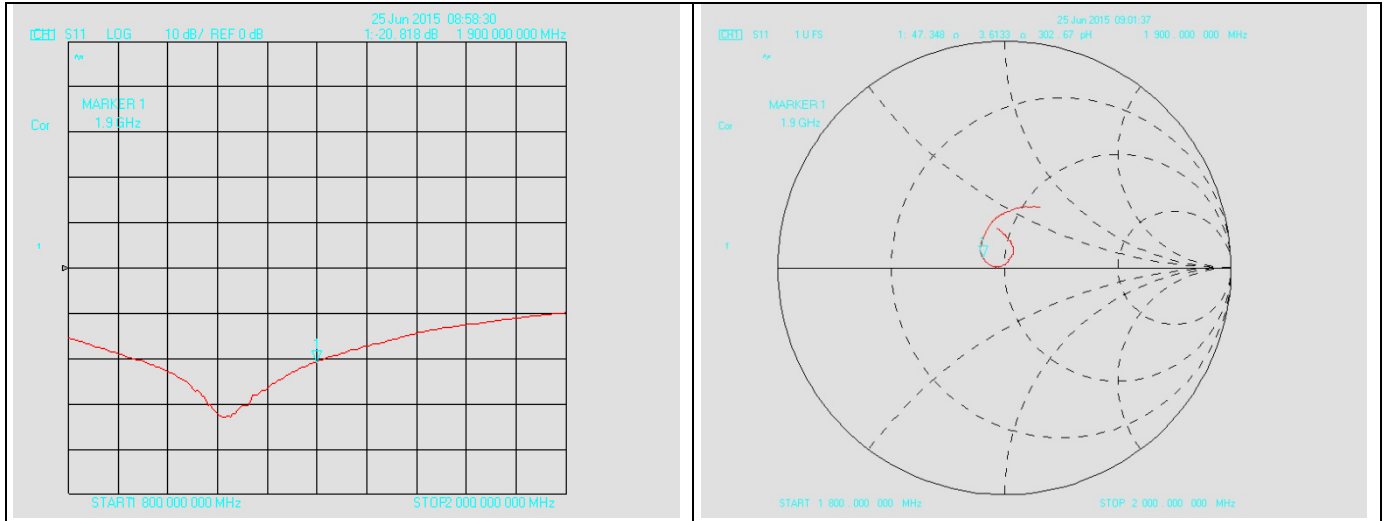 25 Jun 2015 08:58:30
CH1 S11 LOG 10 dB/ REF 0 dB 1:-20.818 dB 1 900 000 000 MHz
MARKER 1
1.9 GHz
Cor
1
1
START1 800 000 000 MHz STOP2 000 000 000 MHz
25 Jun 2015 09:01:37
CH1 S11 1 U FS 1: 47.348 o 3.6133 o 302.67 pH 1 900 . 000 000 MHz
MARKER 1
1.9 GHz
Cor
1
START 1 800 . 000 000 MHz STOP 2 000 . 000 000 MHz